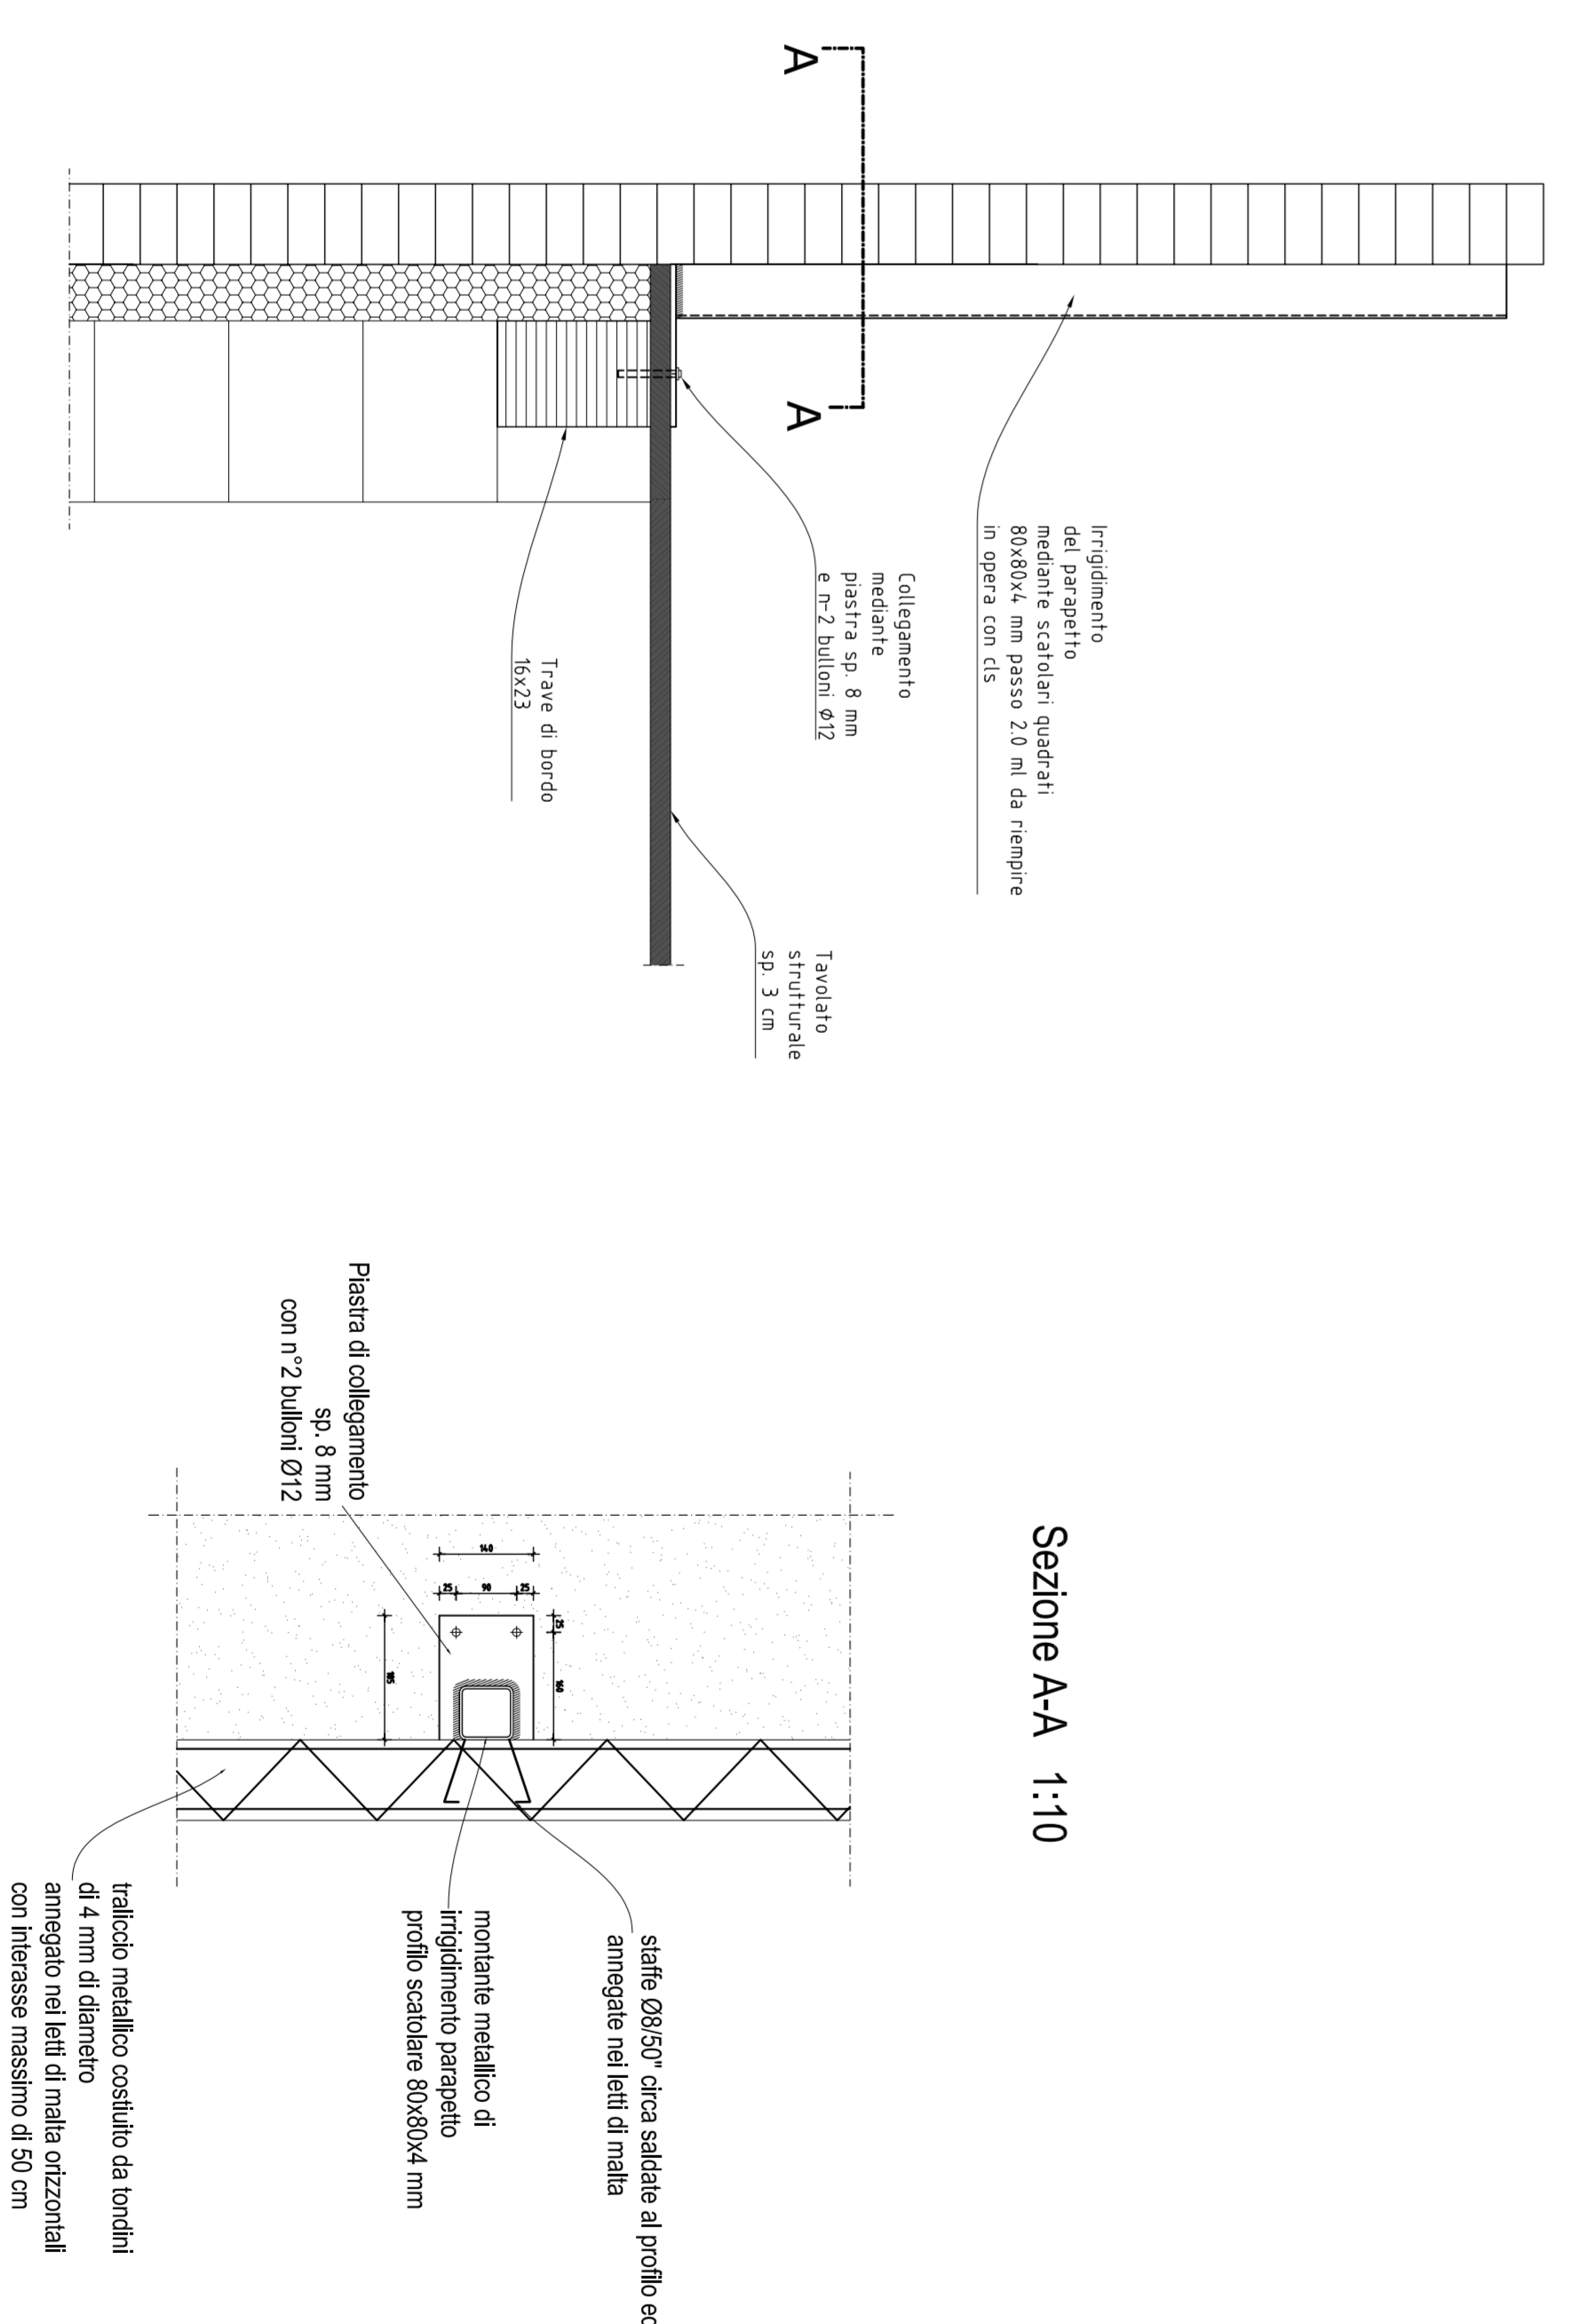 A
A
Irrigidimento
del parapetto
mediante scatolari quadrati
80x80x4 mm passo 2.0 ml da riempire
in opera con cls
Collegamento
mediante
piastra sp. 8 mm
e n-2 bulloni Ø12
Tavolato
strutturale
sp. 3 cm
Trave di bordo
16x23
Sezione A-A 1:10
Piastra di collegamento
sp. 8 mm
con n°2 bulloni Ø12
140
25
90
25
25
160
185
staffe Ø8/50" circa saldate al profilo ed
annegate nei letti di malta
montante metallico di
irrigidimento parapetto
profilo scatolare 80x80x4 mm
traliccio metallico costiuito da tondini
di 4 mm di diametro
annegato nei letti di malta orizzontali
con interasse massimo di 50 cm